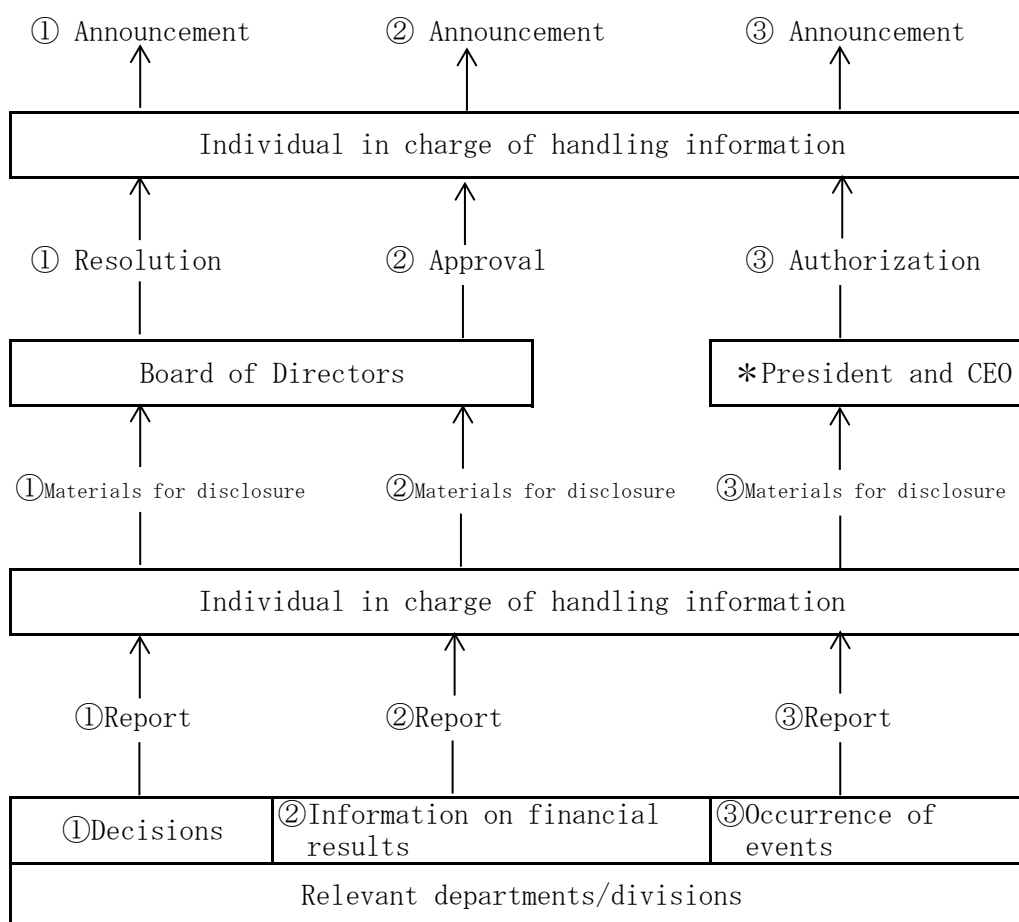 ① Announcement ② Announcement ③ Announcement
Individual in charge of handling information
① Resolution ② Approval ③ Authorization
Board of Directors
*President and CEO
①Materials for disclosure ②Materials for disclosure ③Materials for disclosure
Individual in charge of handling information
①Report ②Report ③Report
①Decisions
②Information on financial
results
③Occurrence of
events
Relevant departments/divisions